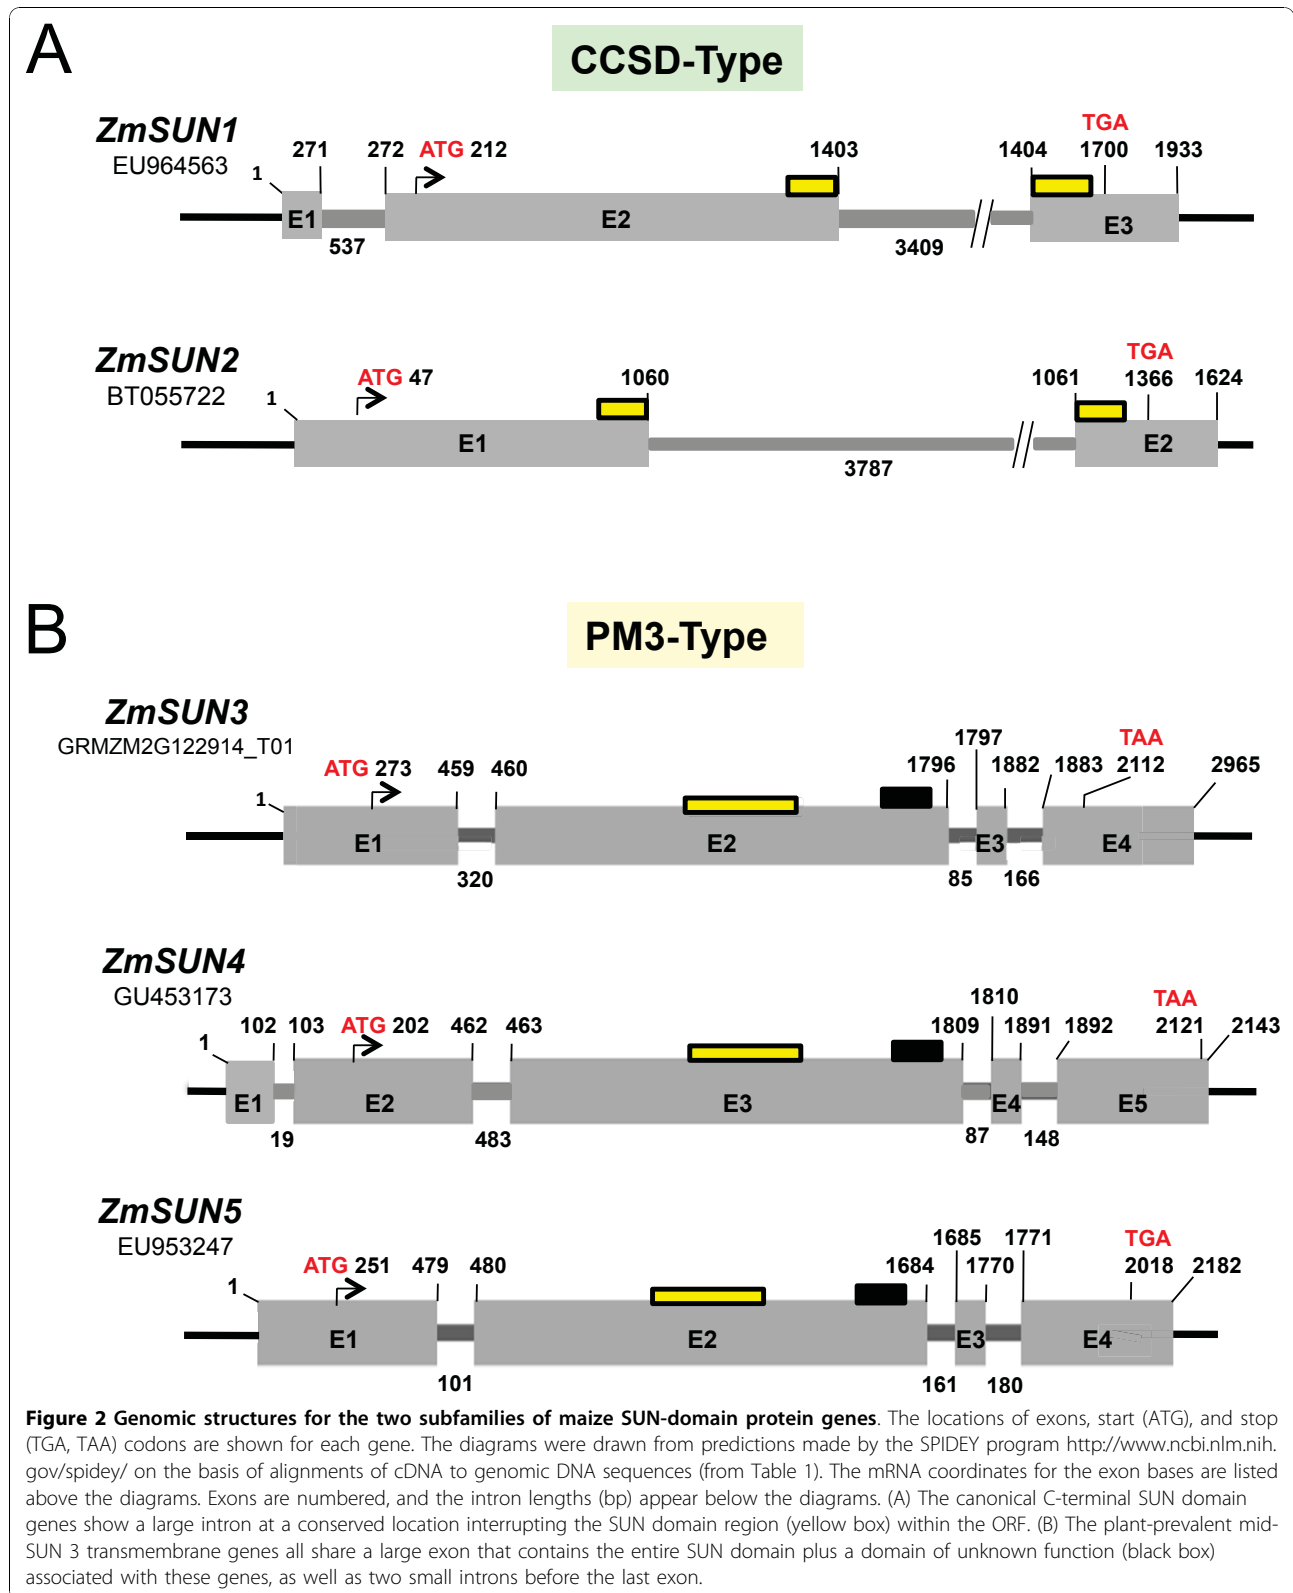 A
CCSD-Type
ZmSUN1
EU964563
1
271
272
ATG 212
1403
1404
TGA
1700
1933
E1
E2
E3
537
3409
ZmSUN2
BT055722
1
ATG 47
1060
1061
TGA
1366
1624
E1
E2
3787
B
PM3-Type
ZmSUN3
GRMZM2G122914_T01
1
ATG 273
459
460
1796
1797
1882
1883
TAA
2112
2965
E1
E2
E3
E4
320
85
166
ZmSUN4
GU453173
1
102
103
ATG 202
462
463
1809
1810
1891
1892
TAA
2121
2143
E1
E2
E3
E4
E5
19
483
87
148
ZmSUN5
EU953247
1
ATG 251
479
480
1684
1685
1770
1771
TGA
2018
2182
E1
E2
E3
E4
101
161
180
Figure 2 Genomic structures for the two subfamilies of maize SUN-domain protein genes. The locations of exons, start (ATG), and stop
(TGA, TAA) codons are shown for each gene. The diagrams were drawn from predictions made by the SPIDEY program http://www.ncbi.nlm.nih.
gov/spidey/ on the basis of alignments of cDNA to genomic DNA sequences (from Table 1). The mRNA coordinates for the exon bases are listed
above the diagrams. Exons are numbered, and the intron lengths (bp) appear below the diagrams. (A) The canonical C-terminal SUN domain
genes show a large intron at a conserved location interrupting the SUN domain region (yellow box) within the ORF. (B) The plant-prevalent mid-
SUN 3 transmembrane genes all share a large exon that contains the entire SUN domain plus a domain of unknown function (black box)
associated with these genes, as well as two small introns before the last exon.